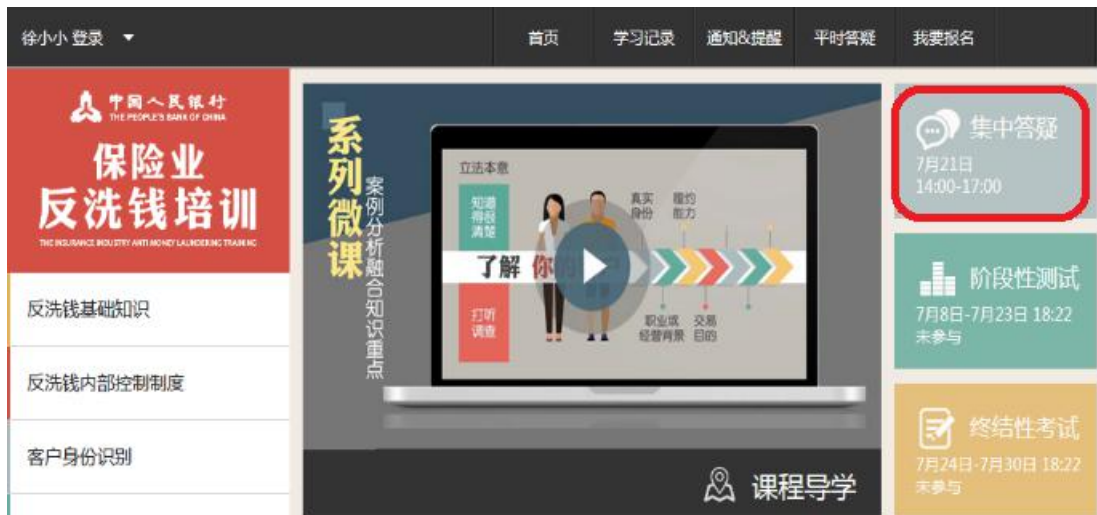 徐小小 登录
首页
学习记录
通知&提醒
平时答疑
我要报名
中国人民银行
THE PEOPLE'S BANK OF CHINA
保险业
反洗钱培训
THE INSURANCE INDUSTRY ANTI MONEY LAUNDERING TRAINING
反洗钱基础知识
反洗钱内部控制制度
客户身份识别
系列微课
案例分析融合知识重点
立法本意
知道
得很
清楚
真实
身份
履约
能力
了解 你的
打听
调查
职业或
经营背景
交易
目的
课程导学
集中答疑
7月21日
14:00-17:00
阶段性测试
7月8日-7月23日 18:22
未参与
终结性考试
7月24日-7月30日 18:22
未参与